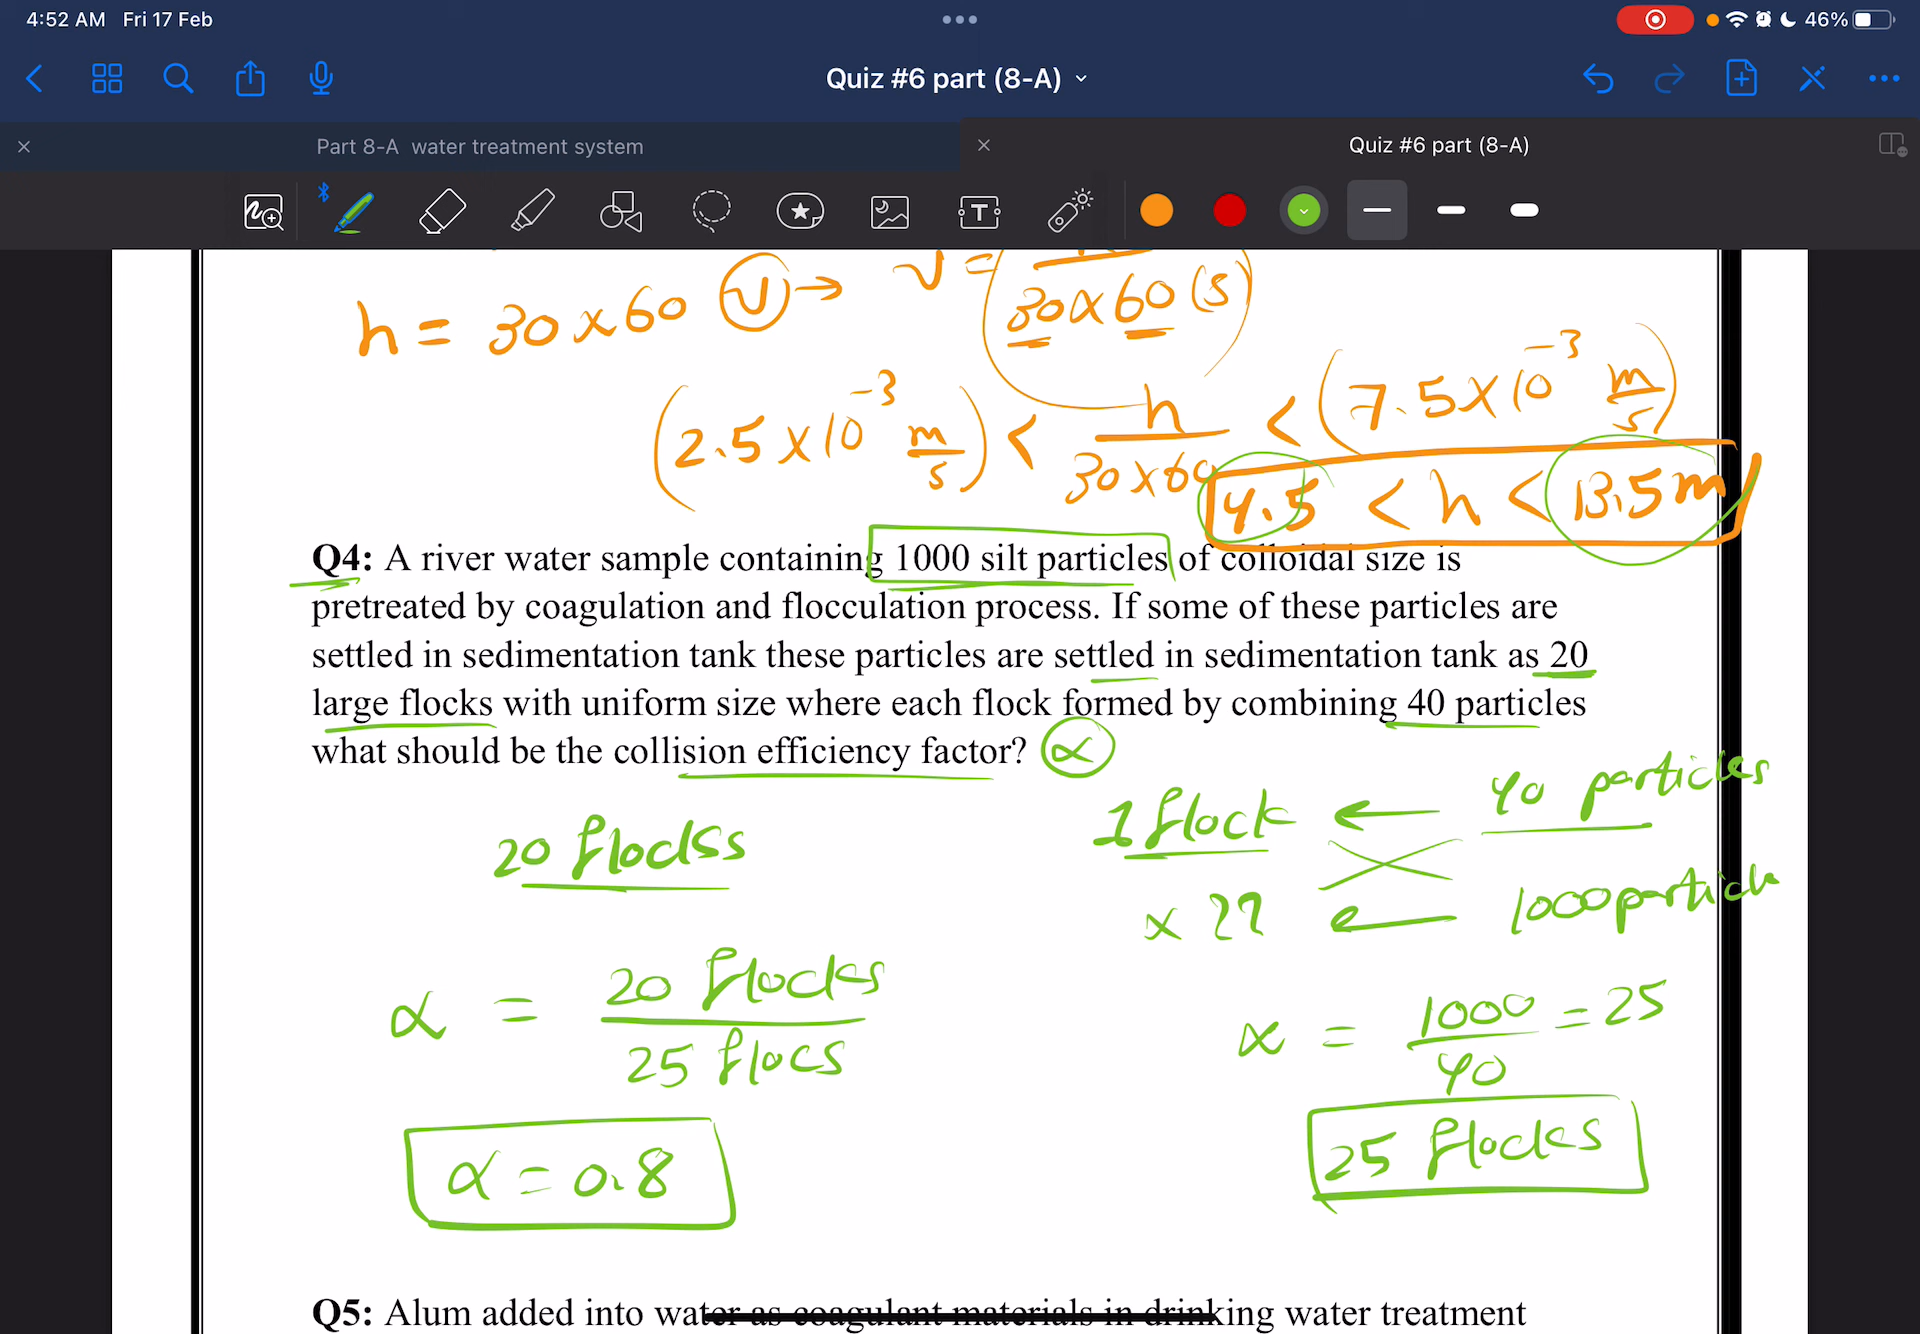 4:52 AM Fri 17 Feb
46%
Quiz #6 part (8-A)
Part 8-A water treatment system
Quiz #6 part (8-A)
h = 30 x 60 (v) → v =
30 x 60 (s)
(2.5 x 10^-3 m/s) < h / 30 x 60 < (7.5 x 10^-3 m/s)
4.5 < h < 13.5 m
Q4: A river water sample containing 1000 silt particles of colloidal size is
pretreated by coagulation and flocculation process. If some of these particles are
settled in sedimentation tank these particles are settled in sedimentation tank as 20
large flocks with uniform size where each flock formed by combining 40 particles
what should be the collision efficiency factor? α
1 flock ← 40 particles
20 flockss
x ?? ← 1000 particle
α = 20 flocks / 25 flocs
x = 1000 / 40 = 25
25 flocks
α = 0.8
Q5: Alum added into water as coagulant materials in drinking water treatment